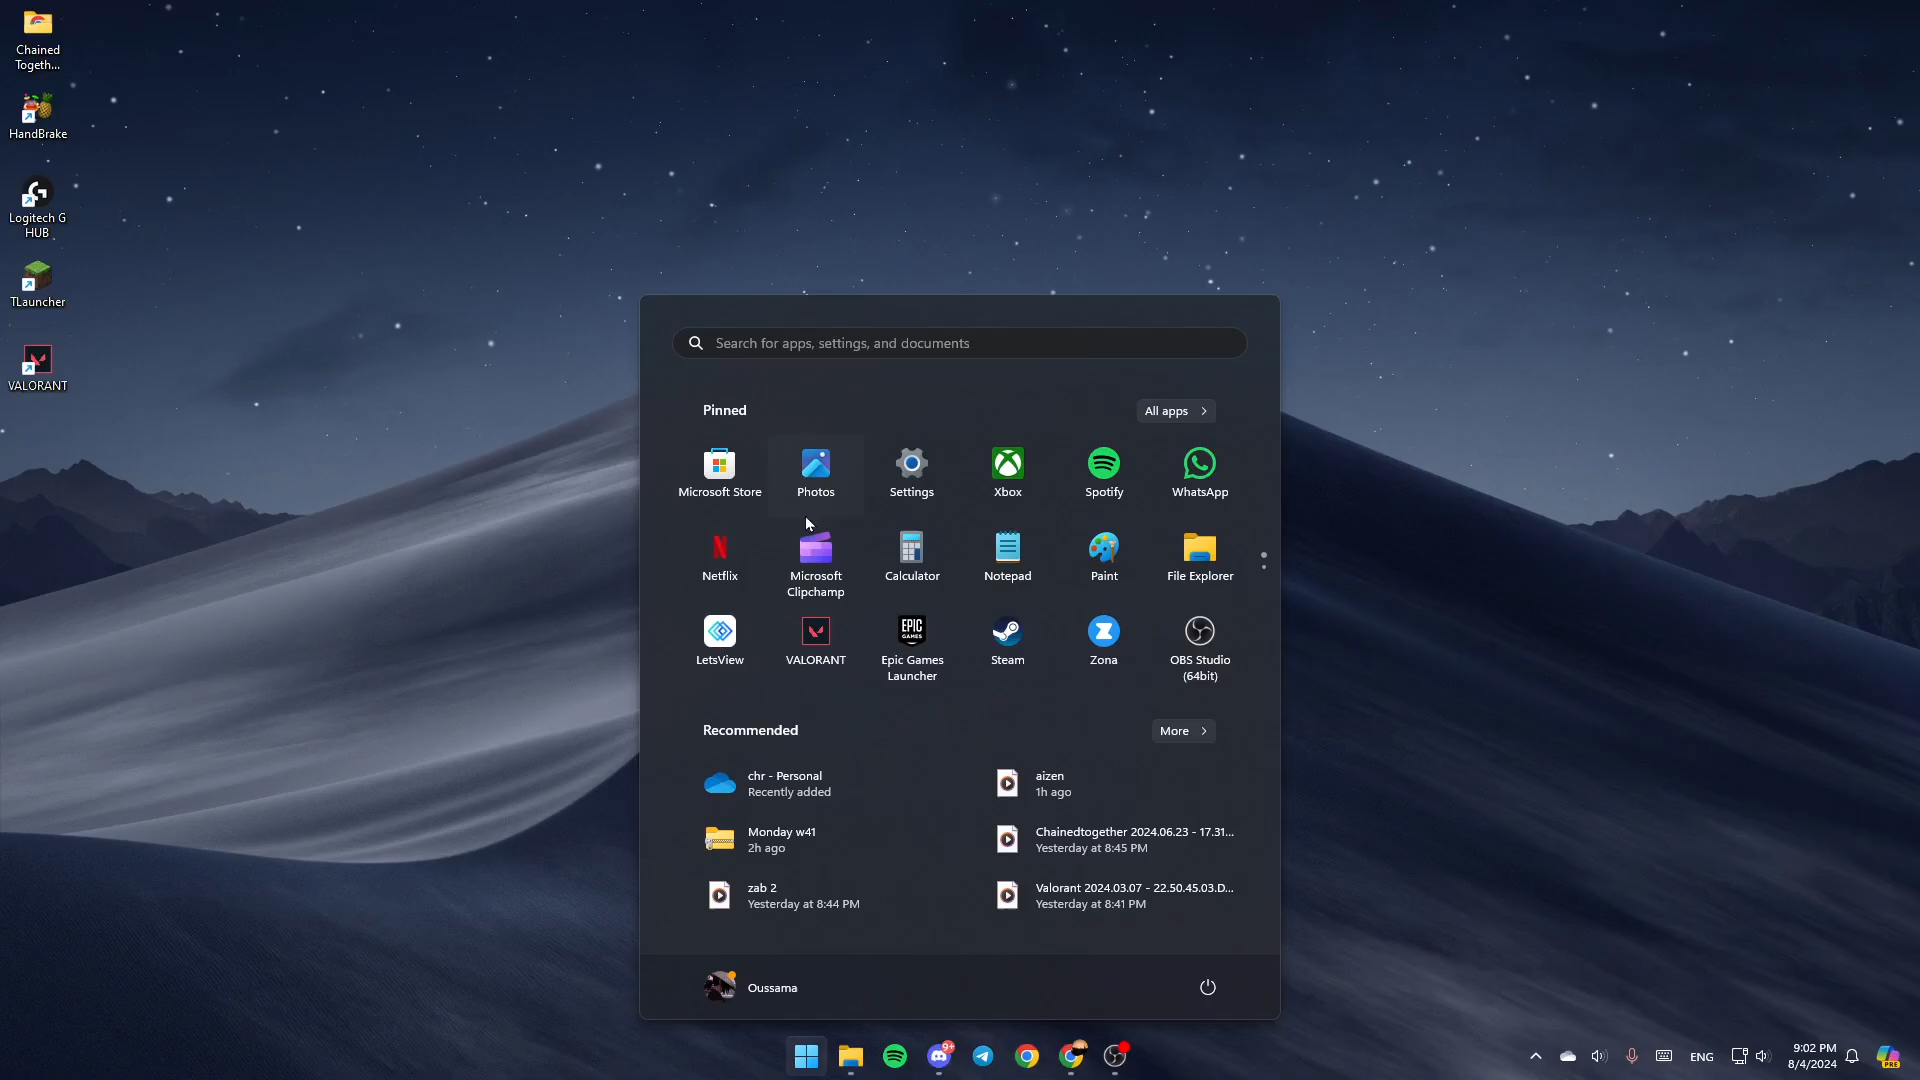 Chained
Togeth...
HandBrake
Logitech G
HUB
TLauncher
VALORANT
Search for apps, settings, and documents
Pinned
All apps
Microsoft Store
Photos
Settings
Xbox
Spotify
WhatsApp
Netflix
Microsoft
Clipchamp
Calculator
Notepad
Paint
File Explorer
LetsView
VALORANT
EPIC
GAMES
Epic Games
Launcher
Steam
Zona
OBS Studio
(64bit)
Recommended
More
chr - Personal
Recently added
aizen
1h ago
Monday w41
2h ago
Chainedtogether 2024.06.23 - 17.31...
Yesterday at 8:45 PM
zab 2
Yesterday at 8:44 PM
Valorant 2024.03.07 - 22.50.45.03.D...
Yesterday at 8:41 PM
Oussama
9+
ENG
9:02 PM
8/4/2024
PRE